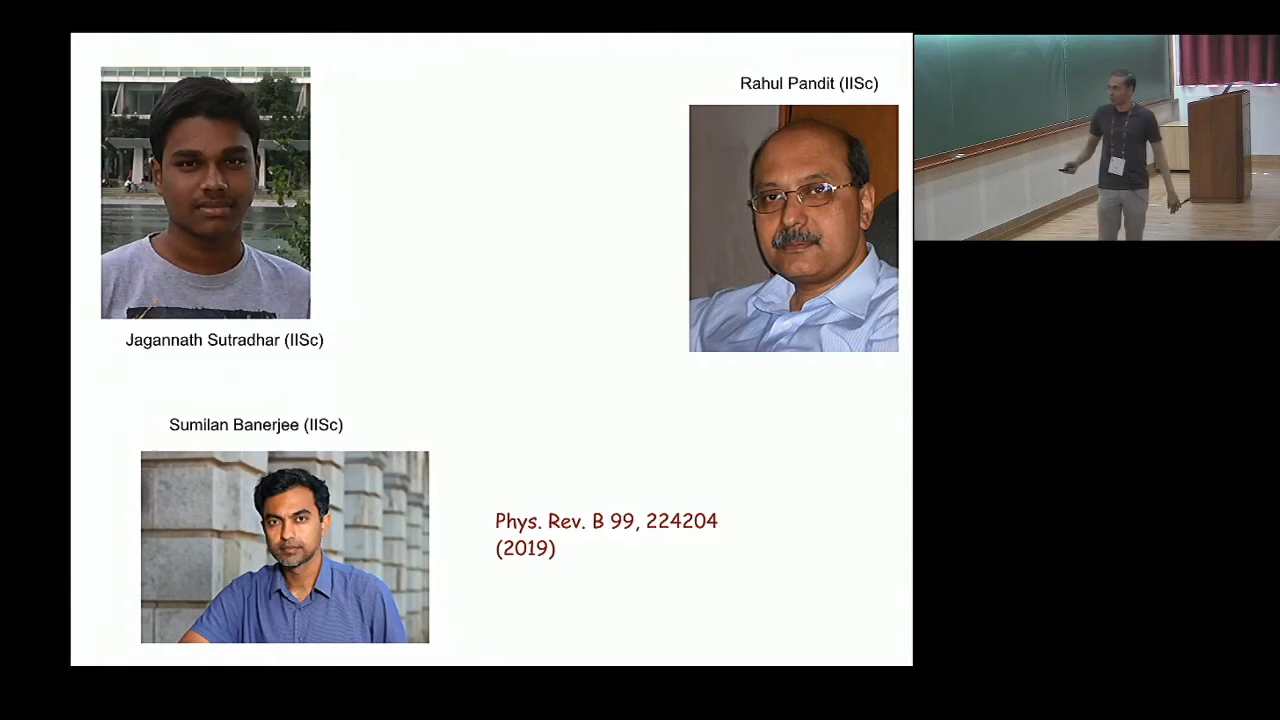 Rahul Pandit (IISc)
Jagannath Sutradhar (IISc)
Sumilan Banerjee (IISc)
Phys. Rev. B 99, 224204
(2019)